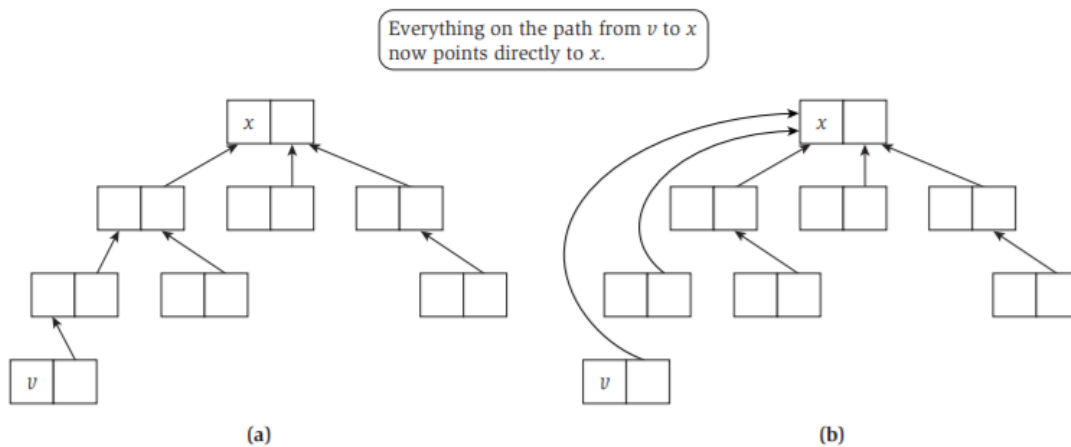 Everything on the path from v to x
now points directly to x.
x
x
v
v
(a)
(b)